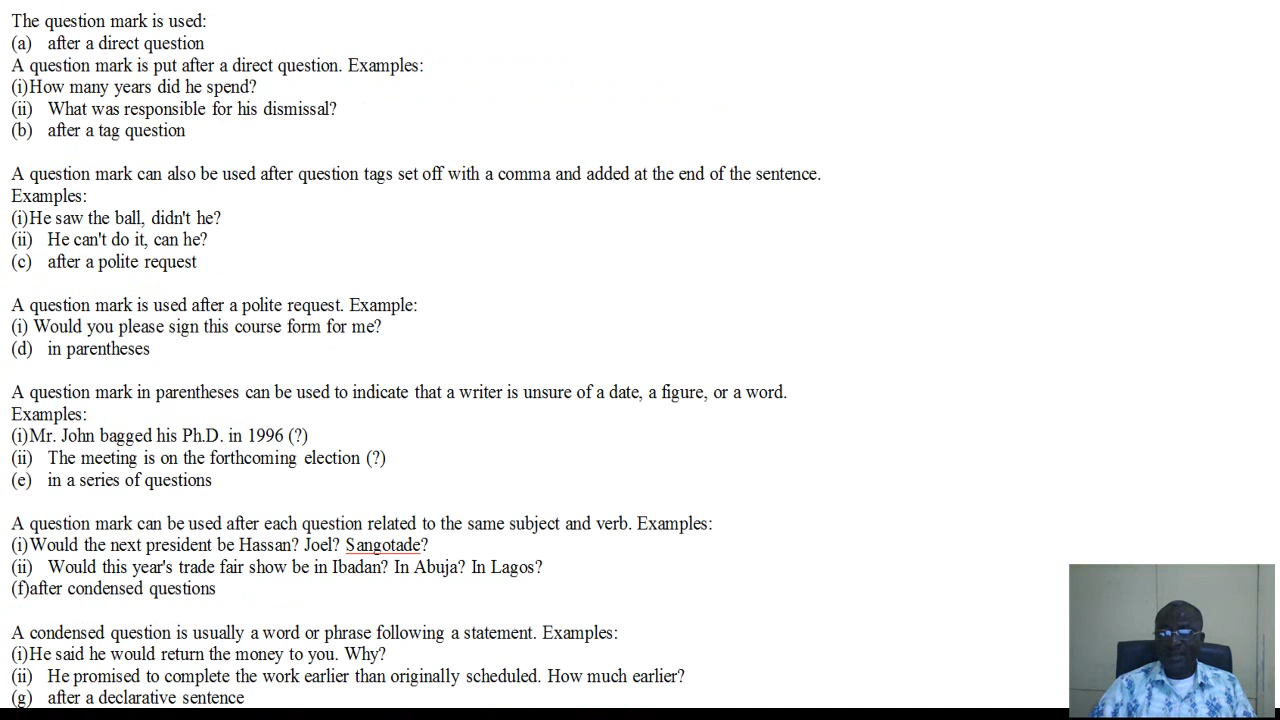 The question mark is used:
(a) after a direct question
A question mark is put after a direct question. Examples:
(i)How many years did he spend?
(ii) What was responsible for his dismissal?
(b) after a tag question
A question mark can also be used after question tags set off with a comma and added at the end of the sentence.
Examples:
(i)He saw the ball, didn't he?
(ii) He can't do it, can he?
(c) after a polite request
A question mark is used after a polite request. Example:
(i) Would you please sign this course form for me?
(d) in parentheses
A question mark in parentheses can be used to indicate that a writer is unsure of a date, a figure, or a word.
Examples:
(i)Mr. John bagged his Ph.D. in 1996 (?)
(ii) The meeting is on the forthcoming election (?)
(e) in a series of questions
A question mark can be used after each question related to the same subject and verb. Examples:
(i)Would the next president be Hassan? Joel? Sangotade?
(ii) Would this year's trade fair show be in Ibadan? In Abuja? In Lagos?
(f)after condensed questions
A condensed question is usually a word or phrase following a statement. Examples:
(i)He said he would return the money to you. Why?
(ii) He promised to complete the work earlier than originally scheduled. How much earlier?
(g) after a declarative sentence